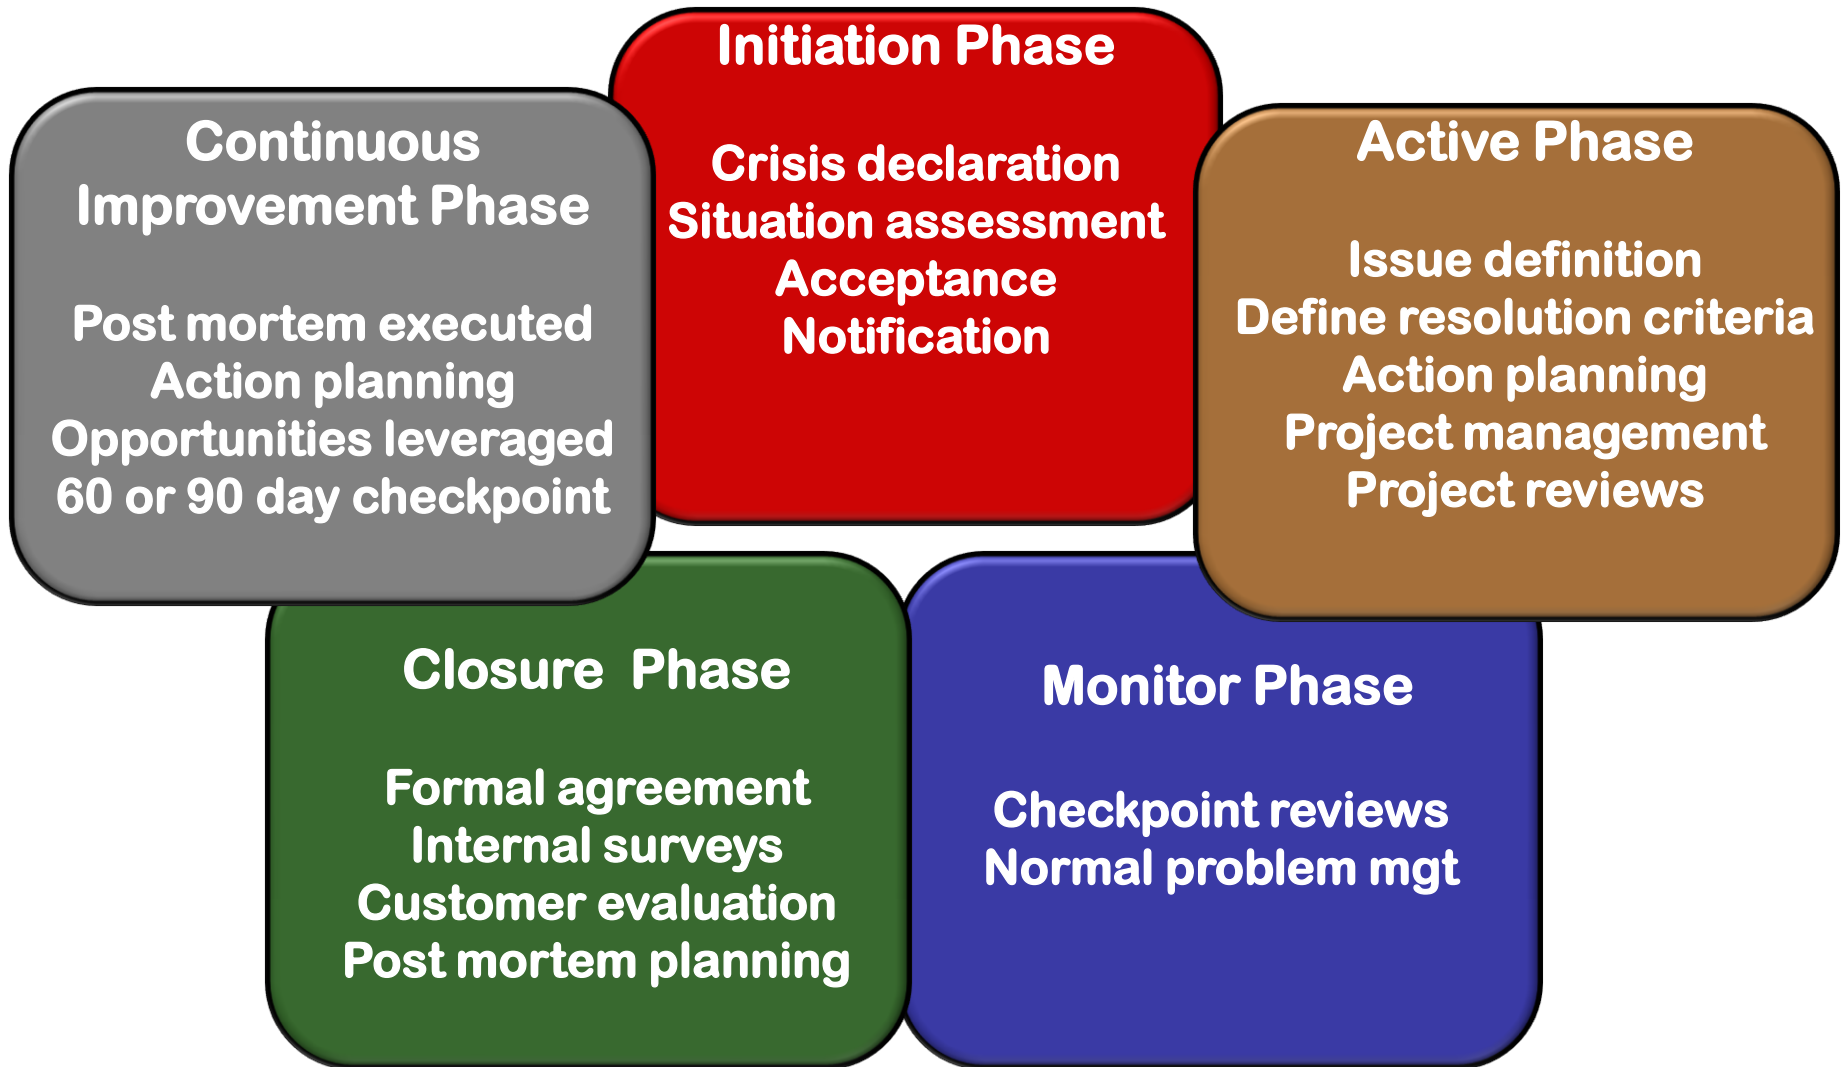 Initiation Phase
Crisis declaration
Situation assessment
Acceptance
Notification
Continuous
Improvement Phase
Post mortem executed
Action planning
Opportunities leveraged
60 or 90 day checkpoint
Active Phase
Issue definition
Define resolution criteria
Action planning
Project management
Project reviews
Closure Phase
Formal agreement
Internal surveys
Customer evaluation
Post mortem planning
Monitor Phase
Checkpoint reviews
Normal problem mgt